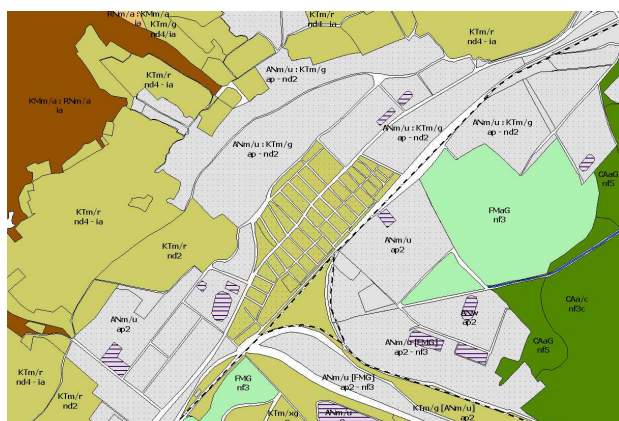 RNm/a : KMm/a
ia
KTm/g
nd4/ia
KTm/r
nd4 - ia
KTm/r
nd4 - ia
KTm/r
nd4 - ia
ANm/u : KTm/g
ap - nd2
KMm/a : RNm/a
ia
ANm/u : KTm/g
ap - nd2
ANm/u : KTm/g
ap - nd2
ANm/u : KTm/g
ap - nd2
CAaG
nf5
KTm/r
nd4 - ia
FMaG
nf3
KTm/r
nd2
ANm/u
ap2
CAa/c
nf3c
ANm/u
ap2
ANw
ap2
ANm/u [FMG]
ap2 - nf3
CAaG
nf5
KTm/r
nd4 - ia
FMG
nf3
ANm/u [FMG]
ap2 - nf3
KTm/r
nd2
KTm/xg
ANm/u
KTm/g [ANm/u]
ap2